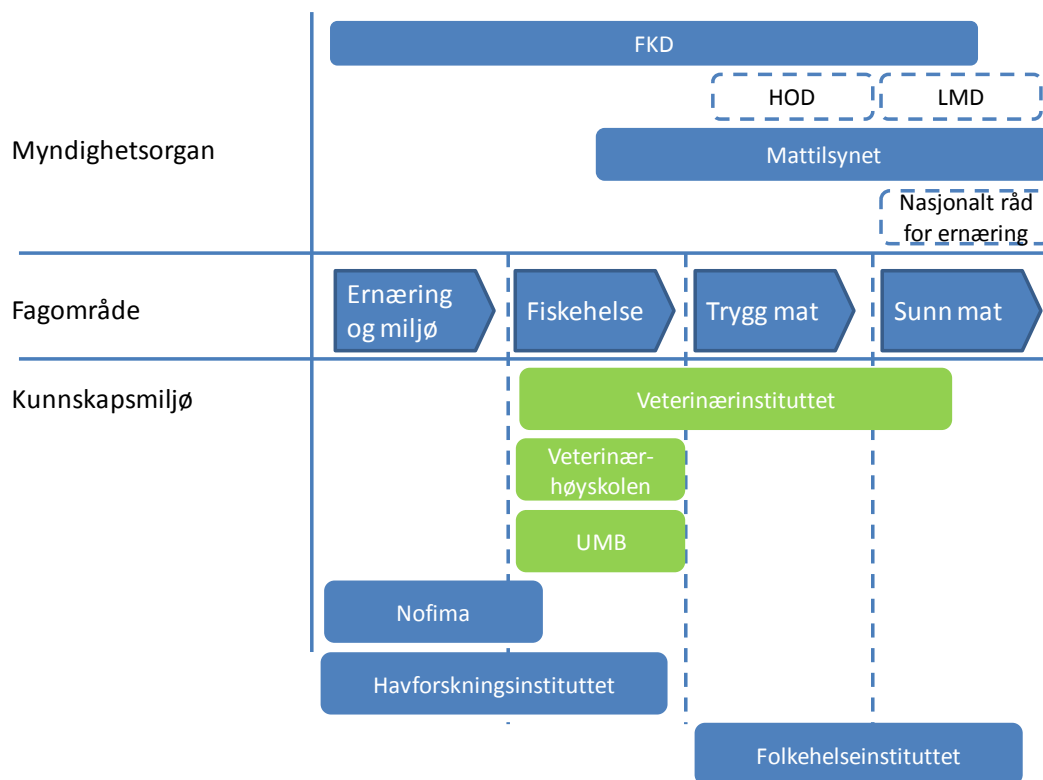 FKD
HOD
LMD
Myndighetsorgan
Mattilsynet
Nasjonalt råd
for ernæring
Fagområde
Ernæring
og miljø
Fiskehelse
Trygg mat
Sunn mat
Kunnskapsmiljø
Veterinærinstituttet
Veterinær-
høyskolen
UMB
Nofima
Havforskningsinstituttet
Folkehelseinstituttet